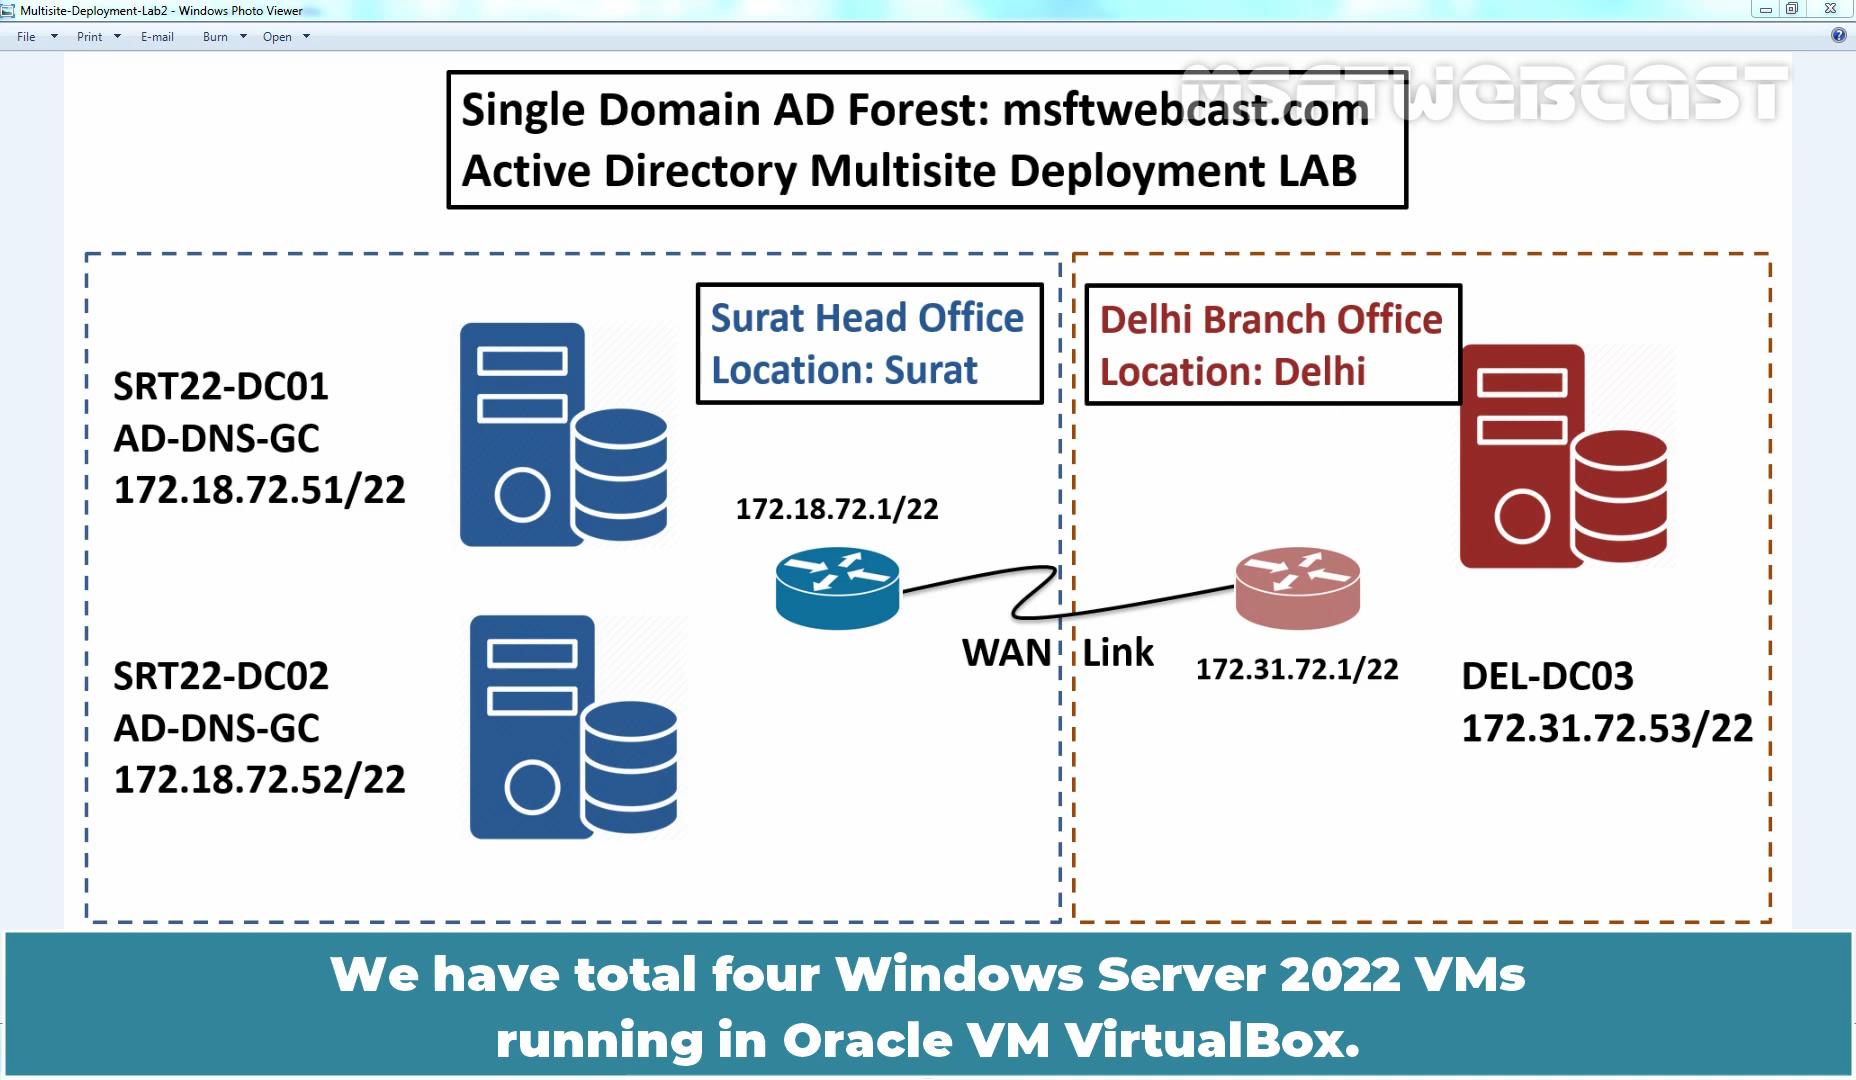 Multisite-Deployment-Lab2 - Windows Photo Viewer
File Print E-mail Burn Open
MSFTWEBCAST
Single Domain AD Forest: msftwebcast.com
Active Directory Multisite Deployment LAB
Surat Head Office
Location: Surat
Delhi Branch Office
Location: Delhi
SRT22-DC01
AD-DNS-GC
172.18.72.51/22
172.18.72.1/22
WAN Link
172.31.72.1/22
SRT22-DC02
AD-DNS-GC
172.18.72.52/22
DEL-DC03
172.31.72.53/22
We have total four Windows Server 2022 VMs
running in Oracle VM VirtualBox.